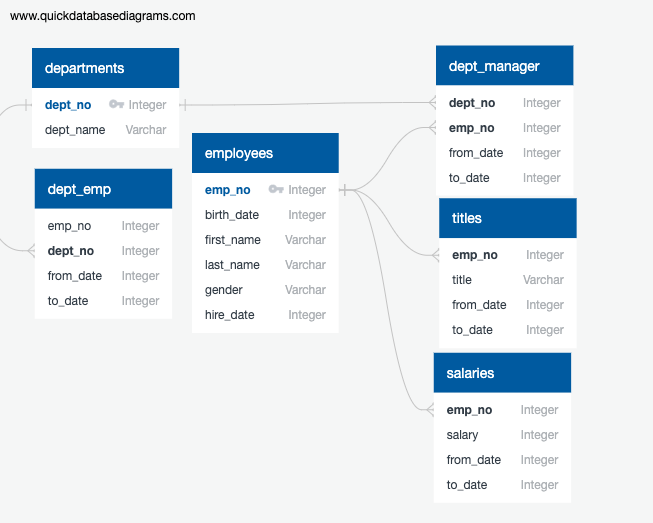 www.quickdatabasediagrams.com
departments
dept_no Integer
dept_name Varchar
dept_emp
emp_no Integer
dept_no Integer
from_date Integer
to_date Integer
employees
emp_no Integer
birth_date Integer
first_name Varchar
last_name Varchar
gender Varchar
hire_date Integer
dept_manager
dept_no Integer
emp_no Integer
from_date Integer
to_date Integer
titles
emp_no Integer
title Varchar
from_date Integer
to_date Integer
salaries
emp_no Integer
salary Integer
from_date Integer
to_date Integer